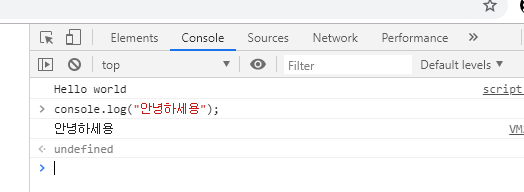 Elements Console Sources Network Performance »
top Filter Default levels
Hello world script
> console.log("안녕하세용");
안녕하세용 VM
undefined
>